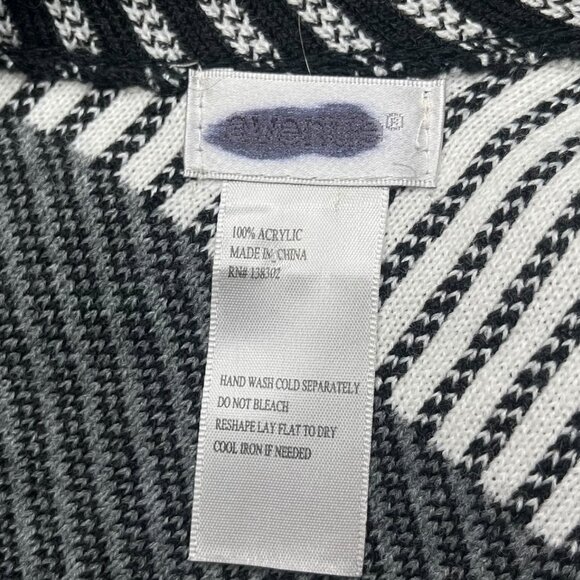 avenue®
100% ACRYLIC
MADE IN CHINA
RN# 138302
HAND WASH COLD SEPARATELY
DO NOT BLEACH
RESHAPE LAY FLAT TO DRY
COOL IRON IF NEEDED